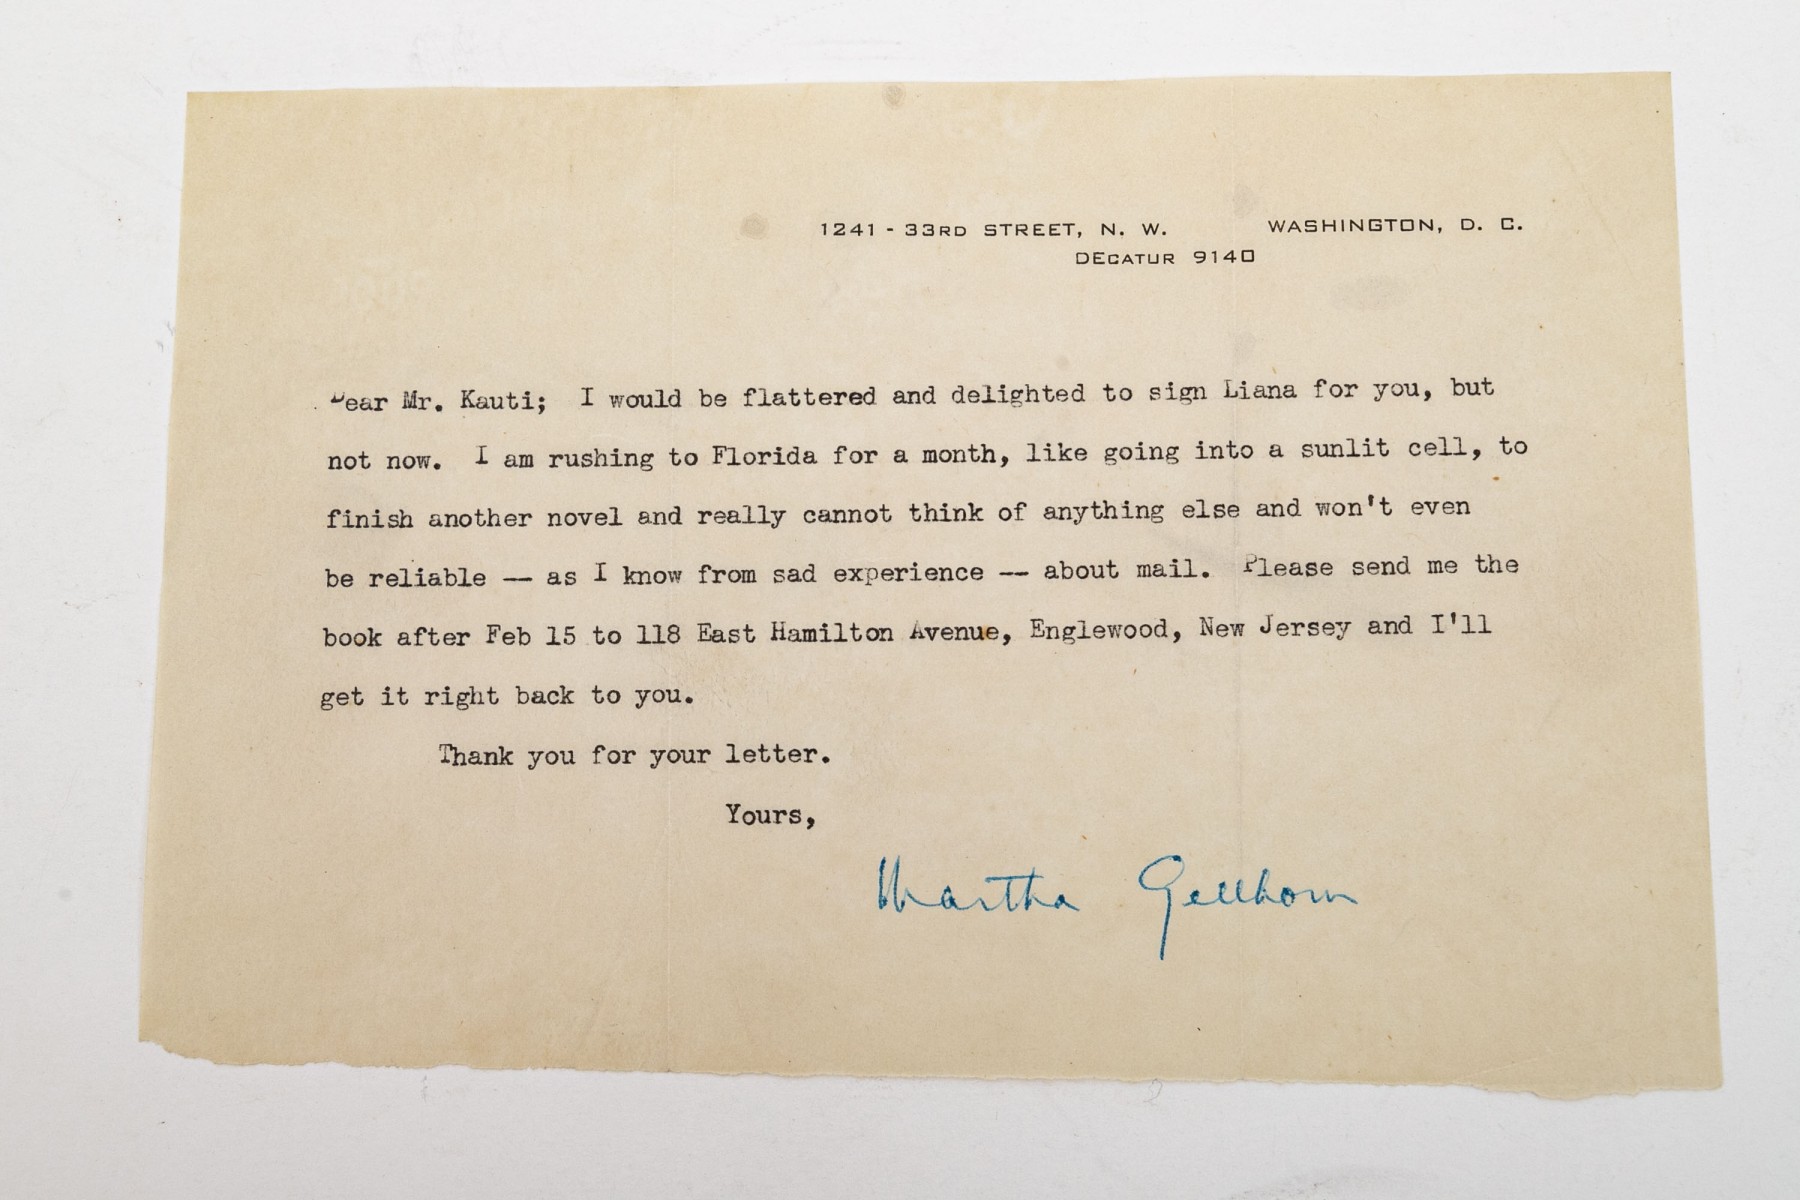 1241 - 33RD STREET, N. W. WASHINGTON, D. C.
DECATUR 9140
Dear Mr. Kauti; I would be flattered and delighted to sign Liana for you, but
not now. I am rushing to Florida for a month, like going into a sunlit cell, to
finish another novel and really cannot think of anything else and won't even
be reliable -- as I know from sad experience -- about mail. Please send me the
book after Feb 15 to 118 East Hamilton Avenue, Englewood, New Jersey and I'll
get it right back to you.
Thank you for your letter.
Yours,
Martha Gellhorn